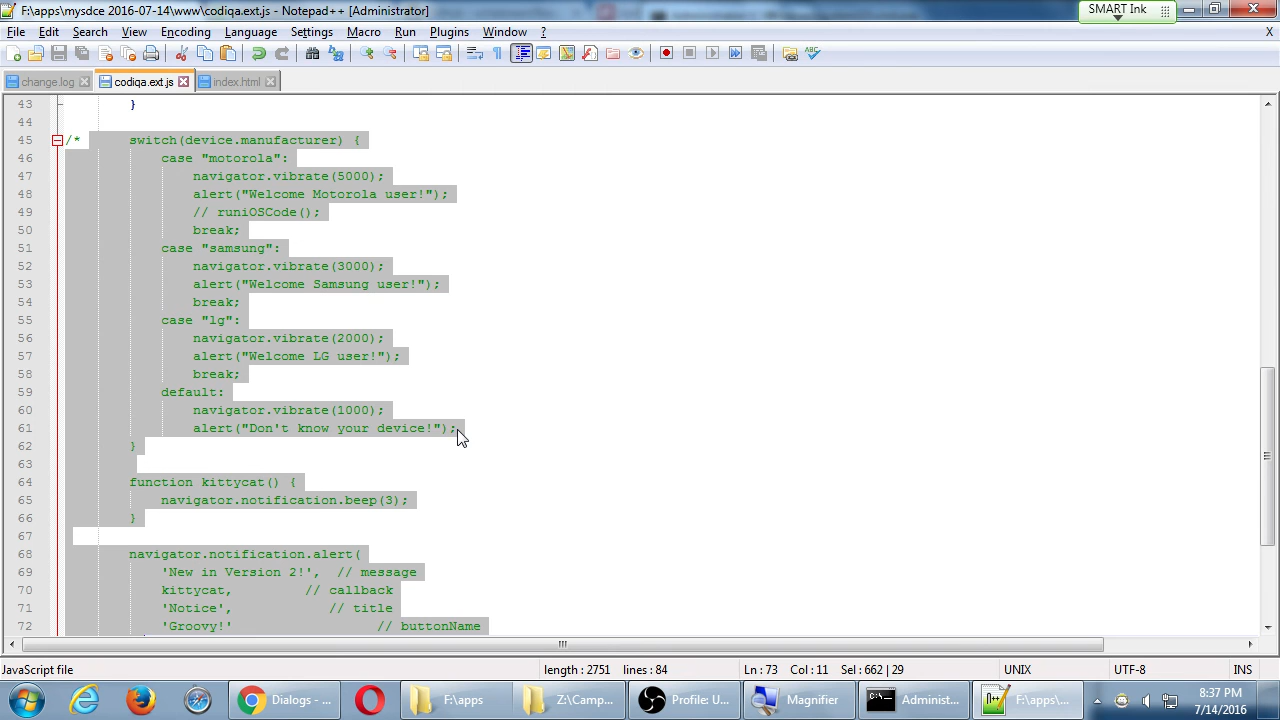 F:\apps\mysdce 2016-07-14\www\codiqa.ext.js - Notepad++ [Administrator]
SMART Ink
File Edit Search View Encoding Language Settings Macro Run Plugins Window ? X
change.log codiqa.ext.js index.html
43 }
44
45 /* switch(device.manufacturer) {
46 case "motorola":
47 navigator.vibrate(5000);
48 alert("Welcome Motorola user!");
49 // runiOSCode();
50 break;
51 case "samsung":
52 navigator.vibrate(3000);
53 alert("Welcome Samsung user!");
54 break;
55 case "lg":
56 navigator.vibrate(2000);
57 alert("Welcome LG user!");
58 break;
59 default:
60 navigator.vibrate(1000);
61 alert("Don't know your device!");
62 }
63
64 function kittycat() {
65 navigator.notification.beep(3);
66 }
67
68 navigator.notification.alert(
69 'New in Version 2!', // message
70 kittycat, // callback
71 'Notice', // title
72 'Groovy!' // buttonName
JavaScript file length : 2751 lines : 84 Ln : 73 Col : 11 Sel : 662 | 29 UNIX UTF-8 INS
Dialogs - ... F:\apps Z:\Camp... Profile: U... Magnifier Administ... F:\apps\... 8:37 PM
7/14/2016